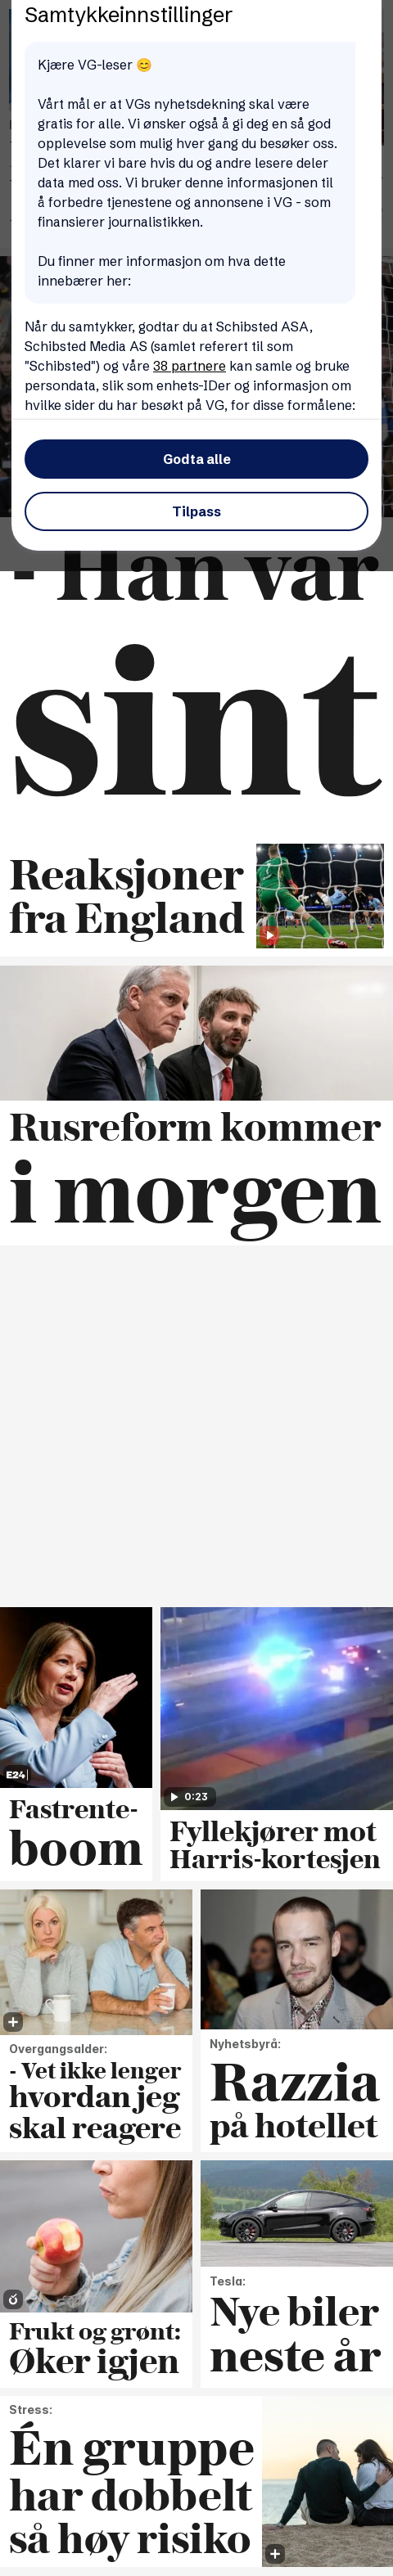 Samtykkeinnstillinger
Kjære VG-leser 😊
Vårt mål er at VGs nyhetsdekning skal være
gratis for alle. Vi ønsker også å gi deg en så god
opplevelse som mulig hver gang du besøker oss.
Det klarer vi bare hvis du og andre lesere deler
data med oss. Vi bruker denne informasjonen til
å forbedre tjenestene og annonsene i VG - som
finansierer journalistikken.
Du finner mer informasjon om hva dette
innebærer her:
Når du samtykker, godtar du at Schibsted ASA,
Schibsted Media AS (samlet referert til som
"Schibsted") og våre 38 partnere kan samle og bruke
persondata, slik som enhets-IDer og informasjon om
hvilke sider du har besøkt på VG, for disse formålene:
Godta alle
Tilpass
- Han var
sint
Reaksjoner
fra England
Rusreform kommer
i morgen
E24
0:23
Fastrente-
boom
Fyllekjører mot
Harris-kortesjen
Overgangsalder:
- Vet ikke lenger
hvordan jeg
skal reagere
Nyhetsbyrå:
Razzia
på hotellet
Frukt og grønt:
Øker igjen
Tesla:
Nye biler
neste år
Stress:
Én gruppe
har dobbelt
så høy risiko